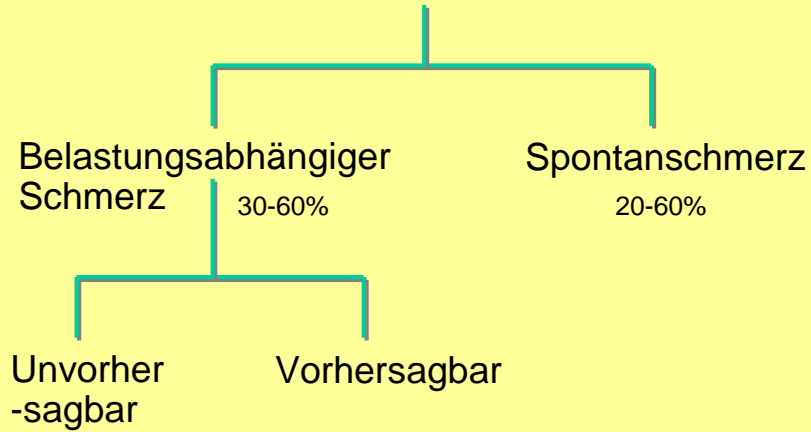 Belastungsabhängiger
Schmerz
30-60%
Spontanschmerz
20-60%
Unvorher
-sagbar
Vorhersagbar